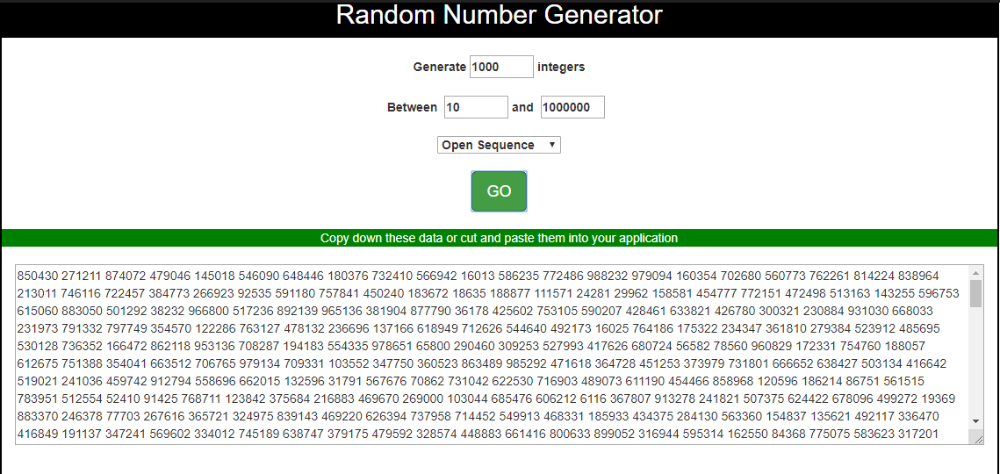 Random Number Generator
Generate 1000 integers
Between 10 and 1000000
Open Sequence
GO
Copy down these data or cut and paste them into your application
850430 271211 874072 479046 145018 546090 648446 180376 732410 566942 16013 586235 772486 988232 979094 160354 702680 560773 762261 814224 838964
213011 746116 722457 384773 266923 92535 591180 757841 450240 183672 18635 188877 111571 24281 29962 158581 454777 772151 472498 513163 143255 596753
615060 883050 501292 38232 966800 517236 892139 965136 381904 877790 36178 425602 753105 590207 428461 633821 426780 300321 230884 931030 668033
231973 791332 797749 354570 122286 763127 478132 236696 137166 618949 712626 544640 492173 16025 764186 175322 234347 361810 279384 523912 485695
530128 736352 166472 862118 953136 708287 194183 554335 978651 65800 290460 309253 527993 417626 680724 56582 78560 960829 172331 754760 188057
612675 751388 354041 663512 706765 979134 709331 103552 347750 360523 863489 985292 471618 364728 451253 373979 731801 666652 638427 503134 416642
519021 241036 459742 912794 558696 662015 132596 31791 567676 70862 731042 622530 716903 489073 611190 454466 858968 120596 186214 86751 561515
783951 512554 52410 91425 768711 123842 375684 216883 469670 269000 103044 685476 606212 6116 367807 913278 241821 507375 624422 678096 499272 19369
883370 246378 77703 267616 365721 324975 839143 469220 626394 737958 714452 549913 468331 185933 434375 284130 563360 154837 135621 492117 336470
416849 191137 347241 569602 334012 745189 638747 379175 479592 328574 448883 661416 800633 899052 316944 595314 162550 84368 775075 583623 317201